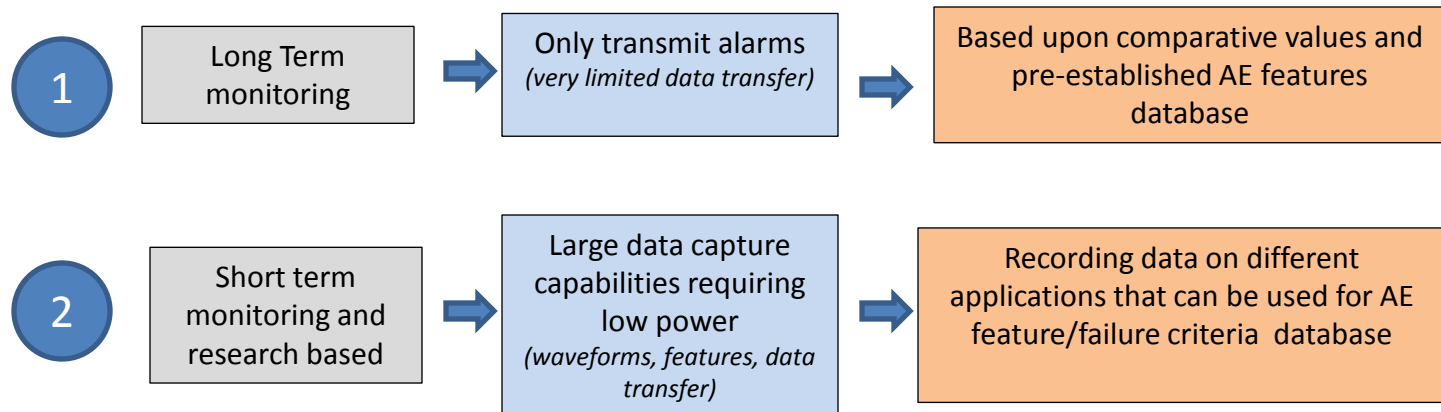 1
Long Term
monitoring
Only transmit alarms
(very limited data transfer)
Based upon comparative values and
pre-established AE features
database
2
Short term
monitoring and
research based
Large data capture
capabilities requiring
low power
(waveforms, features, data
transfer)
Recording data on different
applications that can be used for AE
feature/failure criteria database